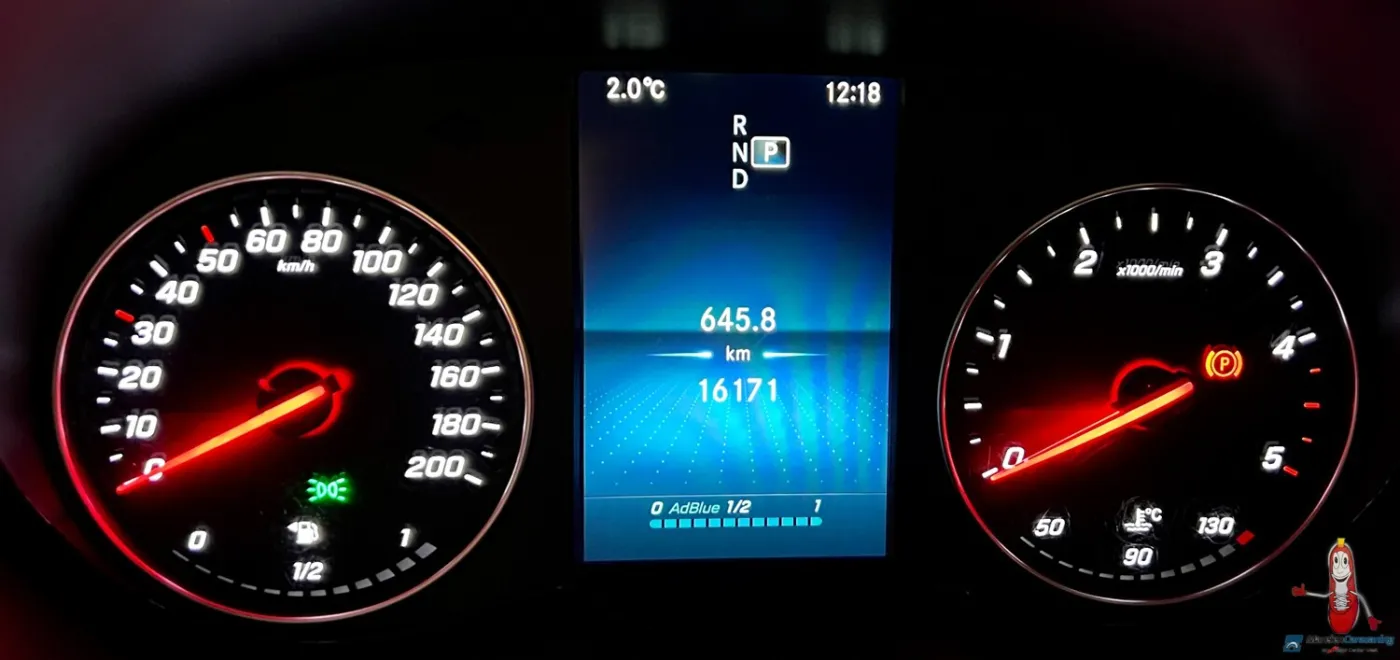 2.0°C 12:18
R
N P
D
645.8
km
16171
0 AdBlue 1/2 1
0 10 20 30 40 50 60 80 100 120 140 160 180 200
km/h
0 1/2 1
0 1 2 3 4 5
x1000/min
P
50 90 130
°C